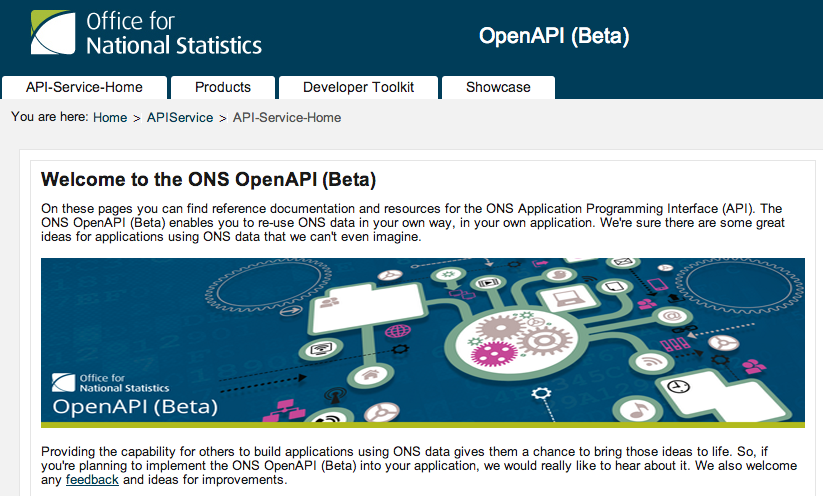 Office for
National Statistics
OpenAPI (Beta)
API-Service-Home
Products
Developer Toolkit
Showcase
You are here: Home > APIService > API-Service-Home
Welcome to the ONS OpenAPI (Beta)
On these pages you can find reference documentation and resources for the ONS Application Programming Interface (API). The
ONS OpenAPI (Beta) enables you to re-use ONS data in your own way, in your own application. We're sure there are some great
ideas for applications using ONS data that we can't even imagine.
Office for
National Statistics
OpenAPI (Beta)
Providing the capability for others to build applications using ONS data gives them a chance to bring those ideas to life. So, if
you're planning to implement the ONS OpenAPI (Beta) into your application, we would really like to hear about it. We also welcome
any feedback and ideas for improvements.